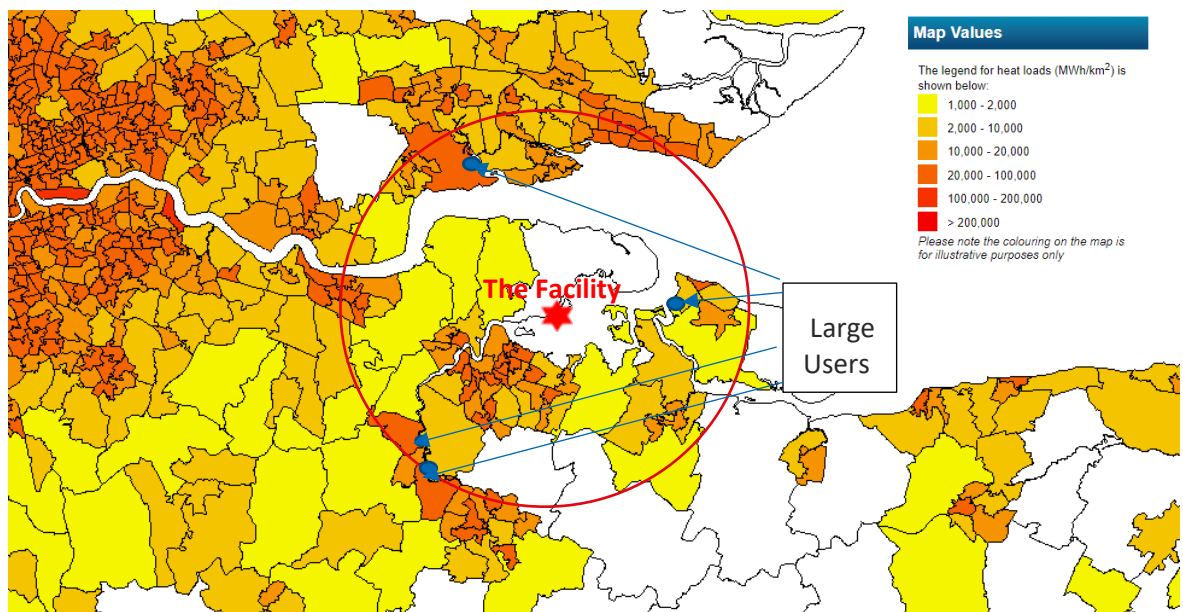 Map Values
The legend for heat loads (MWh/km²) is
shown below:
1,000 - 2,000
2,000 - 10,000
10,000 - 20,000
20,000 - 100,000
100,000 - 200,000
> 200,000
Please note the colouring on the map is
for illustrative purposes only
The Facility
Large
Users